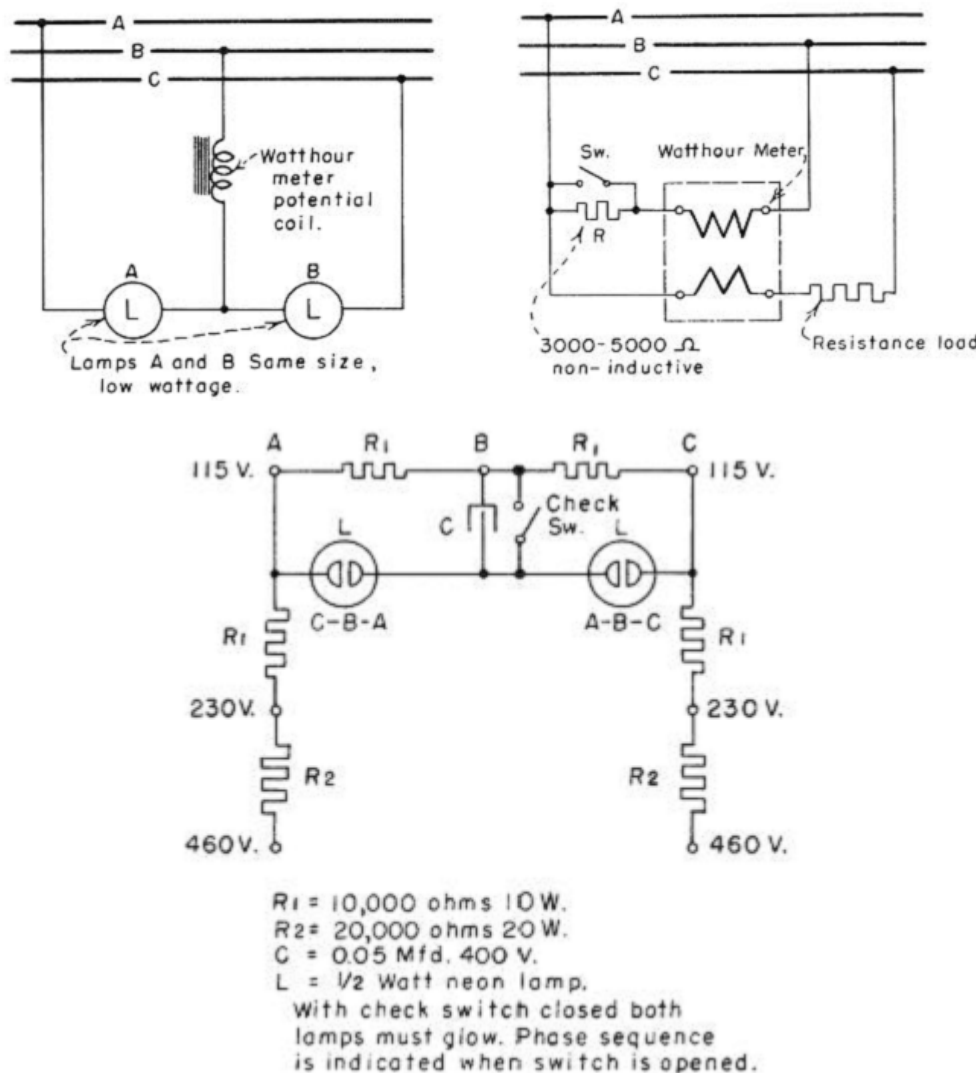 A
B
C
Watthour
meter
potential
coil.
A
B
L
L
Lamps A and B Same size,
low wattage.
A
B
C
Sw.
Watthour Meter
R
3000-5000 Ω
non-inductive
Resistance load
A
R1
B
R1
C
115 V.
115 V.
C
Check
Sw.
L
L
C-B-A
A-B-C
R1
R1
230 V.
230 V.
R2
R2
460 V.
460 V.
R1 = 10,000 ohms 10 W.
R2 = 20,000 ohms 20 W.
C = 0.05 Mfd. 400 V.
L = 1/2 Watt neon lamp.
With check switch closed both
lamps must glow. Phase sequence
is indicated when switch is opened.